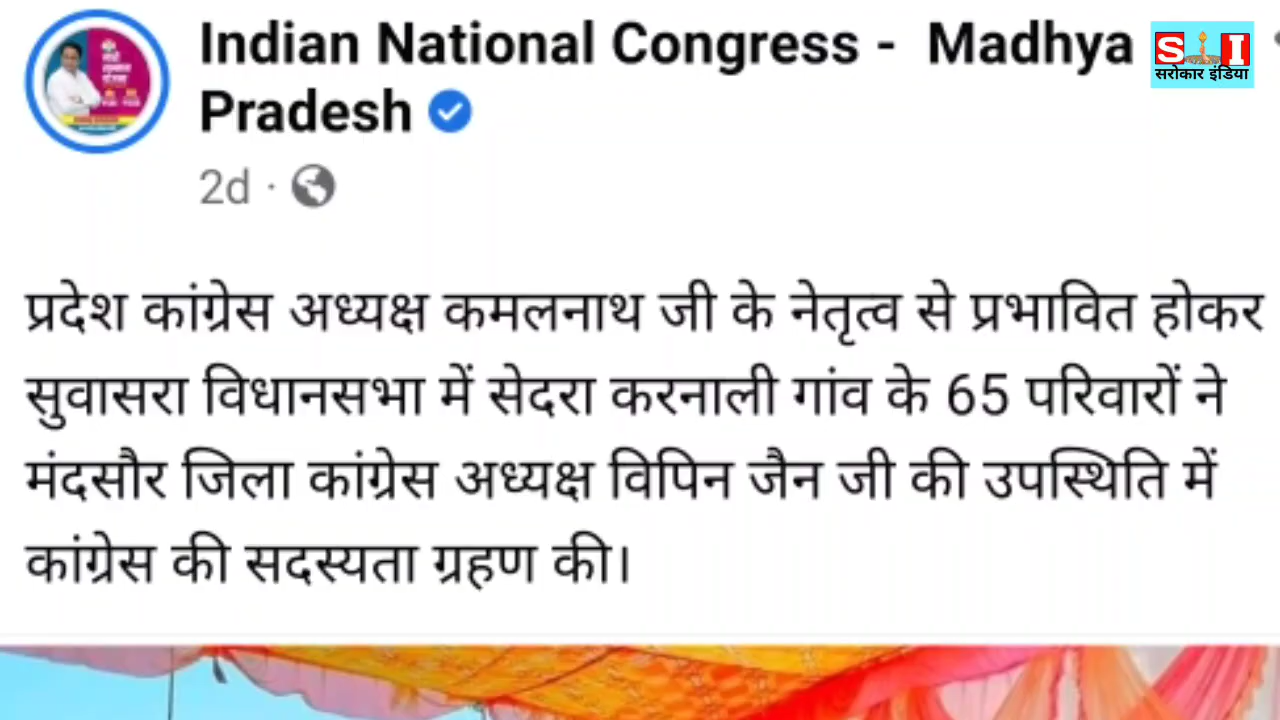 Indian National Congress - Madhya
Pradesh
2d ·
प्रदेश कांग्रेस अध्यक्ष कमलनाथ जी के नेतृत्व से प्रभावित होकर
सुवासरा विधानसभा में सेदरा करनाली गांव के 65 परिवारों ने
मंदसौर जिला कांग्रेस अध्यक्ष विपिन जैन जी की उपस्थिति में
कांग्रेस की सदस्यता ग्रहण की।
S I
सरोकार इंडिया